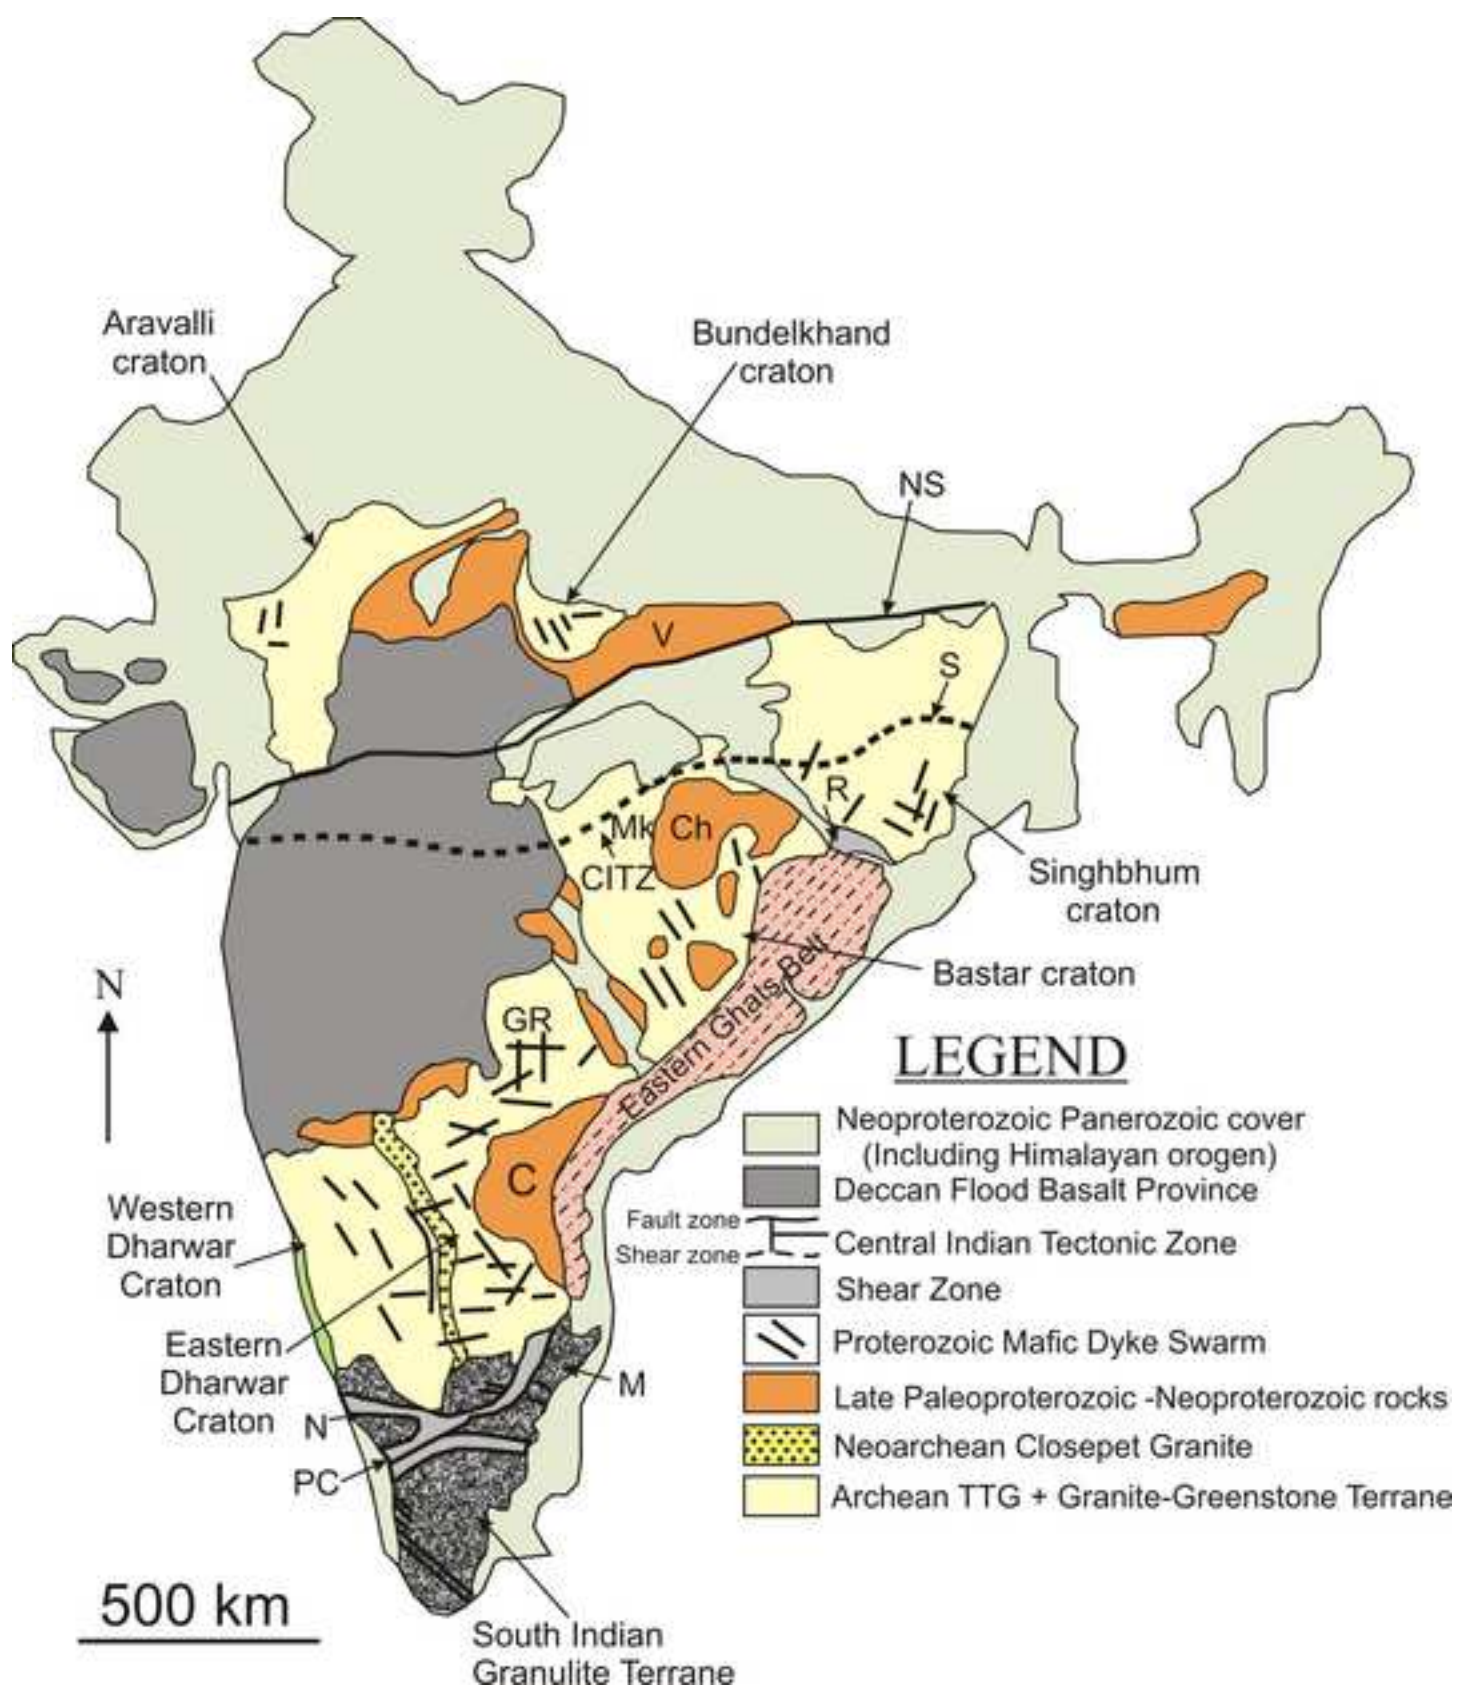 Aravalli
craton
Bundelkhand
craton
NS
V
S
R
Mk
Ch
CITZ
Singhbhum
craton
Bastar craton
Eastern Ghats Belt
N
GR
C
LEGEND
Neoproterozoic Panerozoic cover
(Including Himalayan orogen)
Deccan Flood Basalt Province
Fault zone
Shear zone
Central Indian Tectonic Zone
Shear Zone
Proterozoic Mafic Dyke Swarm
Late Paleoproterozoic -Neoproterozoic rocks
Neoarchean Closepet Granite
Archean TTG + Granite-Greenstone Terrane
Western
Dharwar
Craton
Eastern
Dharwar
Craton
M
N
PC
500 km
South Indian
Granulite Terrane